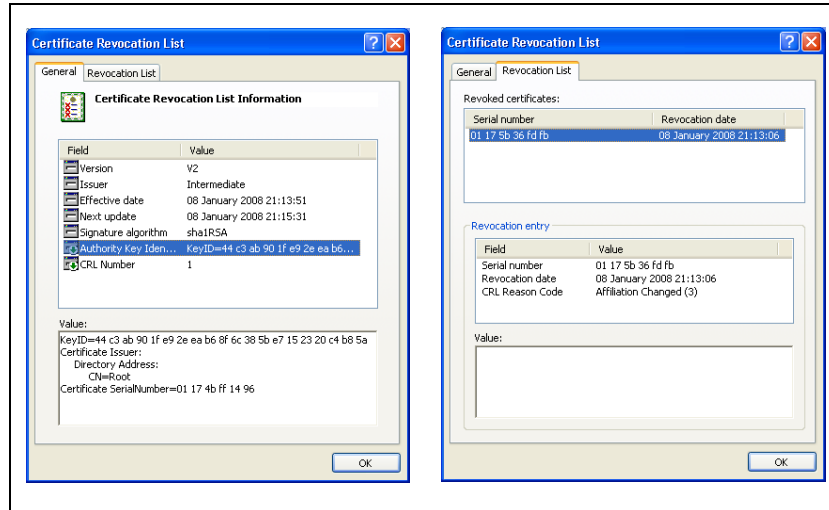 Certificate Revocation List
General Revocation List
Certificate Revocation List Information
Field Value
Version V2
Issuer Intermediate
Effective date 08 January 2008 21:13:51
Next update 08 January 2008 21:15:31
Signature algorithm sha1RSA
Authority Key Iden... KeyID=44 c3 ab 90 1f e9 2e ea b6...
CRL Number 1
Value:
KeyID=44 c3 ab 90 1f e9 2e ea b6 8f 6c 38 5b e7 15 23 20 c4 b8 5a
Certificate Issuer:
Directory Address:
CN=Root
Certificate SerialNumber=01 17 4b ff 14 96
OK
Certificate Revocation List
General Revocation List
Revoked certificates:
Serial number Revocation date
01 17 5b 36 fd fb 08 January 2008 21:13:06
Revocation entry
Field Value
Serial number 01 17 5b 36 fd fb
Revocation date 08 January 2008 21:13:06
CRL Reason Code Affiliation Changed (3)
Value:
OK